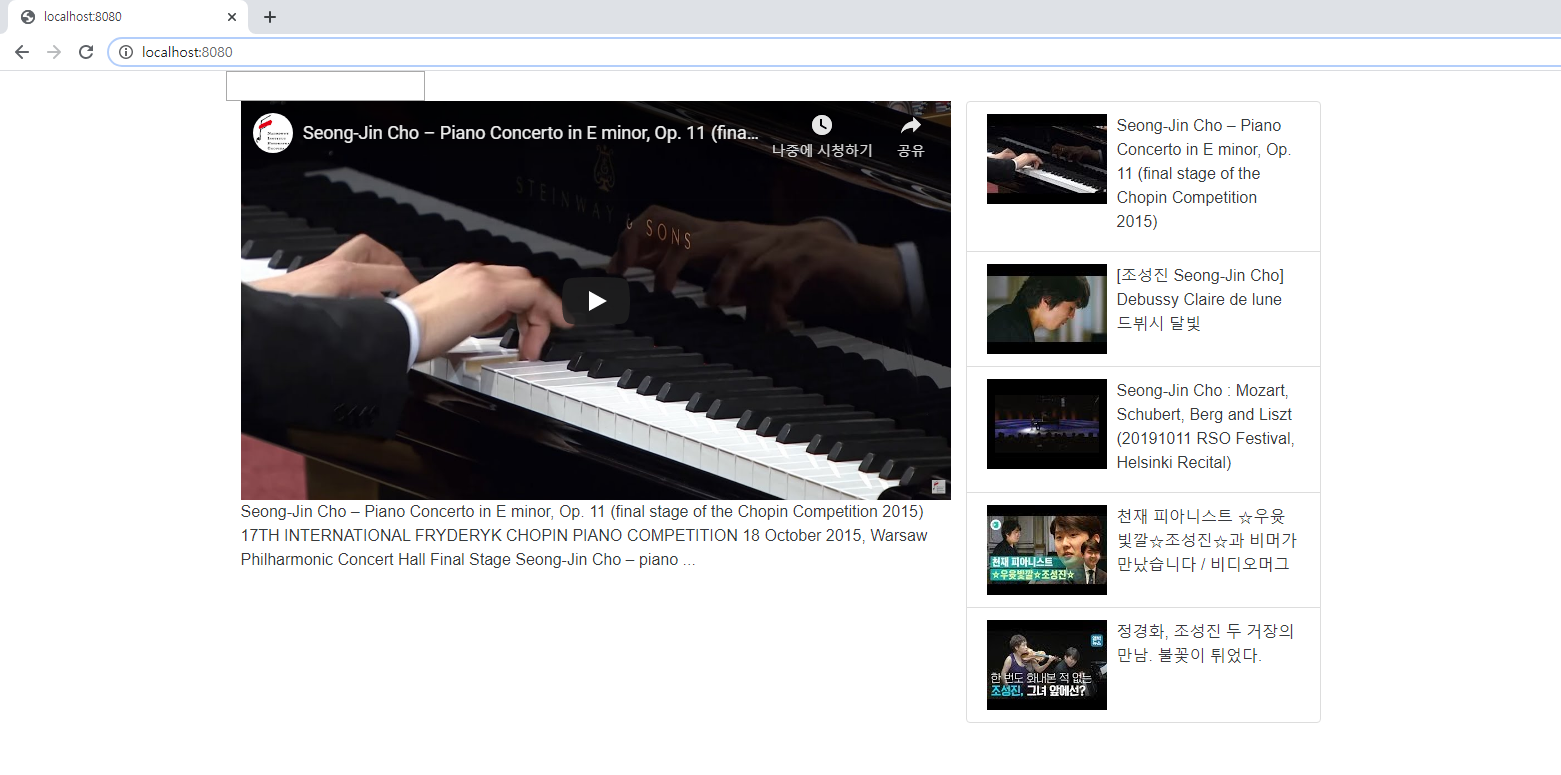 localhost:8080
localhost:8080
Seong-Jin Cho – Piano Concerto in E minor, Op. 11 (fina...
나중에 시청하기
공유
STEINWAY & SONS
Seong-Jin Cho – Piano Concerto in E minor, Op. 11 (final stage of the Chopin Competition 2015)
17TH INTERNATIONAL FRYDERYK CHOPIN PIANO COMPETITION 18 October 2015, Warsaw
Philharmonic Concert Hall Final Stage Seong-Jin Cho – piano ...
Seong-Jin Cho – Piano
Concerto in E minor, Op.
11 (final stage of the
Chopin Competition
2015)
[조성진 Seong-Jin Cho]
Debussy Claire de lune
드뷔시 달빛
Seong-Jin Cho : Mozart,
Schubert, Berg and Liszt
(20191011 RSO Festival,
Helsinki Recital)
천재 피아니스트
☆우윳빛깔☆조성진☆
천재 피아니스트 ☆우윳
빛깔☆조성진☆과 비머가
만났습니다 / 비디오머그
한 번도 화내본 적 없는
조성진, 그녀 앞에선?
정경화, 조성진 두 거장의
만남. 불꽃이 튀었다.